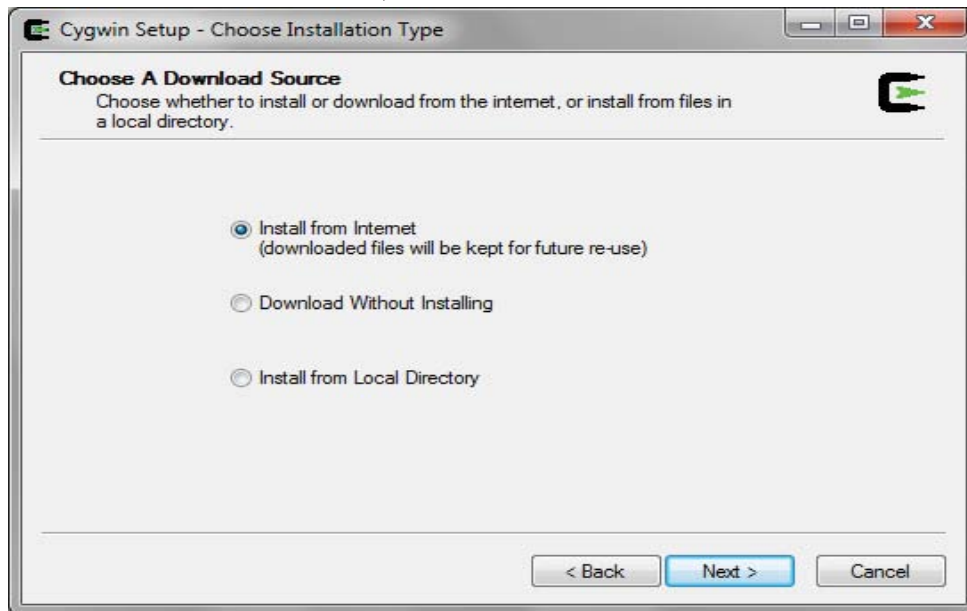 Cygwin Setup - Choose Installation Type
Choose A Download Source
Choose whether to install or download from the internet, or install from files in
a local directory.
Install from Internet
(downloaded files will be kept for future re-use)
Download Without Installing
Install from Local Directory
< Back
Next >
Cancel